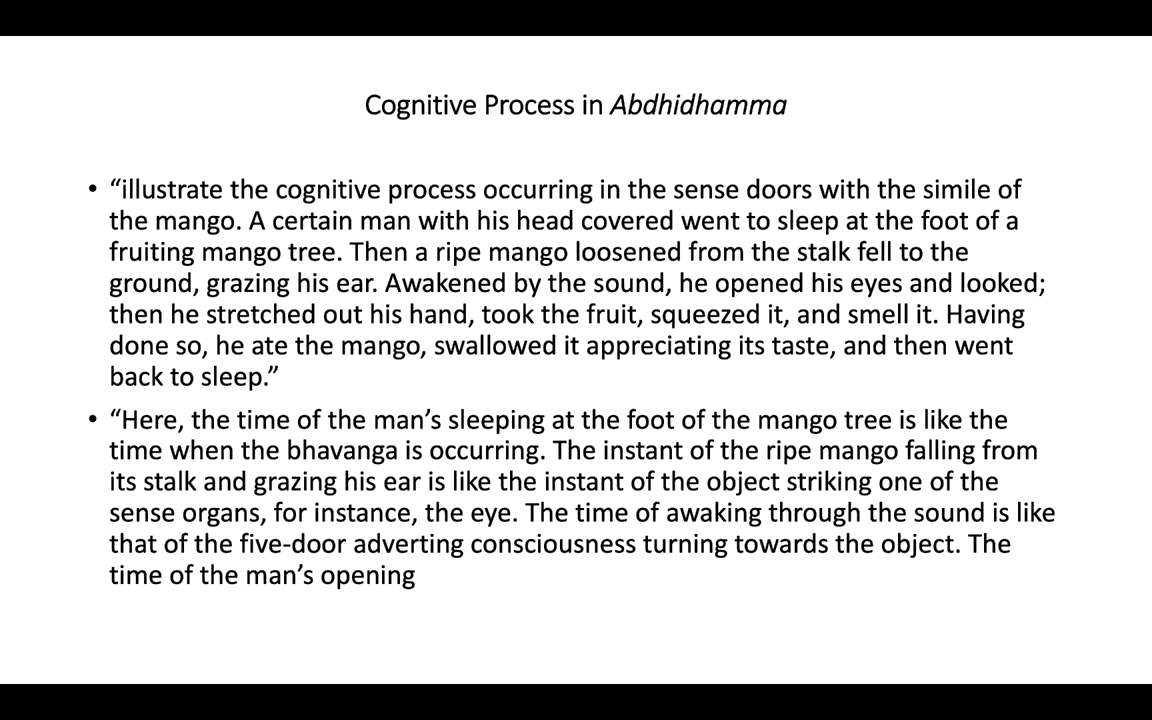 Cognitive Process in Abdhidhamma
• “illustrate the cognitive process occurring in the sense doors with the simile of
the mango. A certain man with his head covered went to sleep at the foot of a
fruiting mango tree. Then a ripe mango loosened from the stalk fell to the
ground, grazing his ear. Awakened by the sound, he opened his eyes and looked;
then he stretched out his hand, took the fruit, squeezed it, and smell it. Having
done so, he ate the mango, swallowed it appreciating its taste, and then went
back to sleep.”
• “Here, the time of the man’s sleeping at the foot of the mango tree is like the
time when the bhavanga is occurring. The instant of the ripe mango falling from
its stalk and grazing his ear is like the instant of the object striking one of the
sense organs, for instance, the eye. The time of awaking through the sound is like
that of the five-door adverting consciousness turning towards the object. The
time of the man’s opening